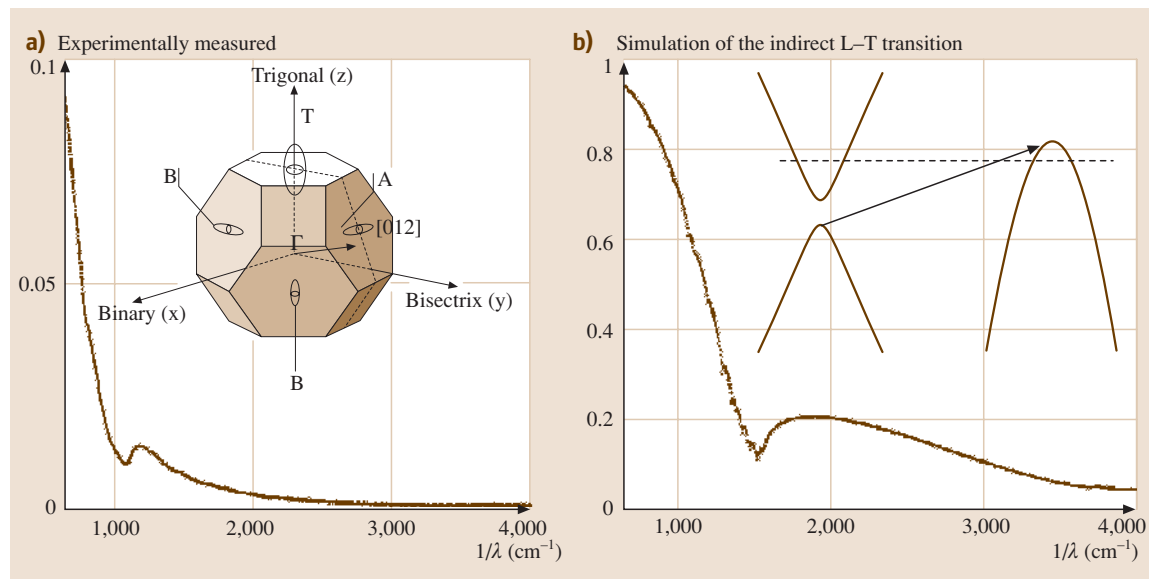 a) Experimentally measured
0.1
Trigonal (z)
T
B
A
[012]
Γ
0.05
Binary (x)
Bisectrix (y)
B
0
1,000
2,000
3,000
4,000
1/λ (cm⁻¹)
b) Simulation of the indirect L–T transition
1
0.8
0.6
0.4
0.2
0
1,000
2,000
3,000
4,000
1/λ (cm⁻¹)